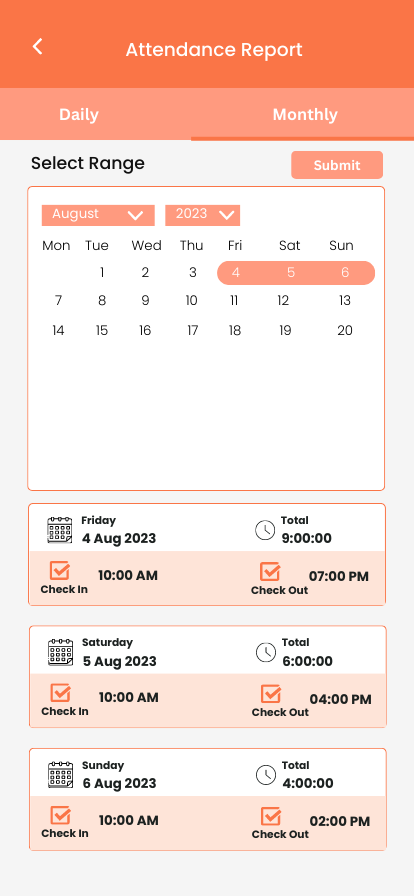 Attendance Report
Daily Monthly
Select Range Submit
August 2023
Mon Tue Wed Thu Fri Sat Sun
1 2 3 4 5 6
7 8 9 10 11 12 13
14 15 16 17 18 19 20
Friday Total
4 Aug 2023 9:00:00
10:00 AM 07:00 PM
Check In Check Out
Saturday Total
5 Aug 2023 6:00:00
10:00 AM 04:00 PM
Check In Check Out
Sunday Total
6 Aug 2023 4:00:00
10:00 AM 02:00 PM
Check In Check Out